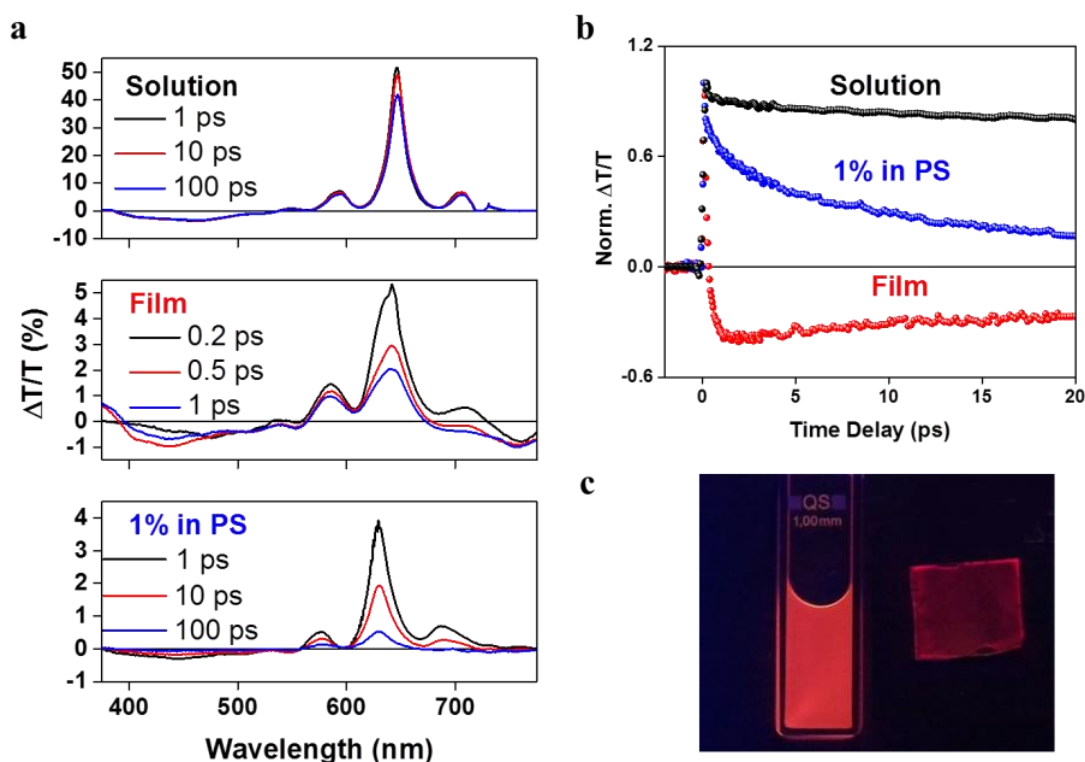 a
50
40
30
20
10
0
-10
Solution
1 ps
10 ps
100 ps
5
4
3
2
1
0
-1
Film
0.2 ps
0.5 ps
1 ps
4
3
2
1
0
-1
1% in PS
1 ps
10 ps
100 ps
400 500 600 700
ΔT/T (%)
Wavelength (nm)
b
1.2
0.6
0.0
-0.6
Norm. ΔT/T
Solution
1% in PS
Film
0 5 10 15 20
Time Delay (ps)
c
QS
1,00mm